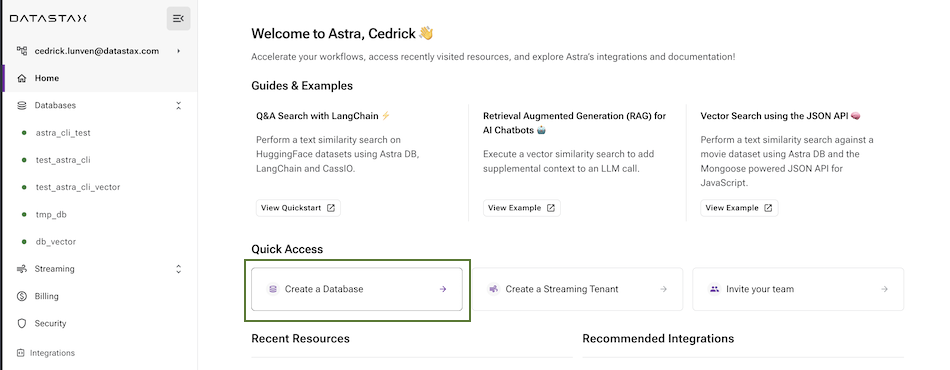 DATASTAX
cedrick.lunven@datastax.com
Home
Databases
astra_cli_test
test_astra_cli
test_astra_cli_vector
tmp_db
db_vector
Streaming
Billing
Security
Integrations
Welcome to Astra, Cedrick 👋
Accelerate your workflows, access recently visited resources, and explore Astra's integrations and documentation!
Guides & Examples
Q&A Search with LangChain ⚡
Perform a text similarity search on
HuggingFace datasets using Astra DB,
LangChain and CassIO.
View Quickstart
Retrieval Augmented Generation (RAG) for
AI Chatbots 🤖
Execute a vector similarity search to add
supplemental context to an LLM call.
View Example
Vector Search using the JSON API 🧠
Perform a text similarity search against a
movie dataset using Astra DB and the
Mongoose powered JSON API for
JavaScript.
View Example
Quick Access
Create a Database
Create a Streaming Tenant
Invite your team
Recent Resources
Recommended Integrations